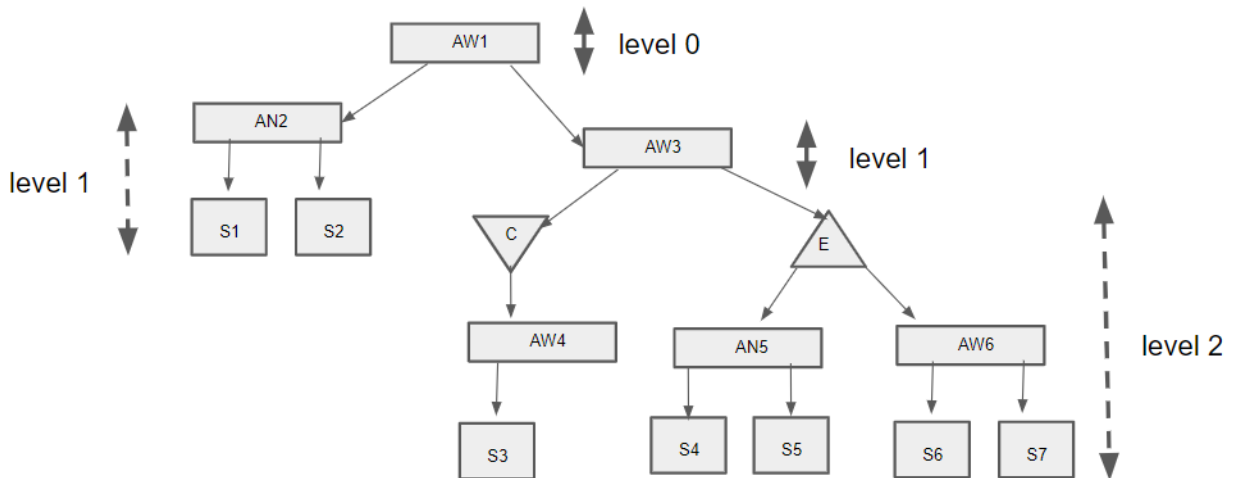 AW1
level 0
AN2
AW3
level 1
level 1
S1
S2
C
E
AW4
AN5
AW6
level 2
S3
S4
S5
S6
S7